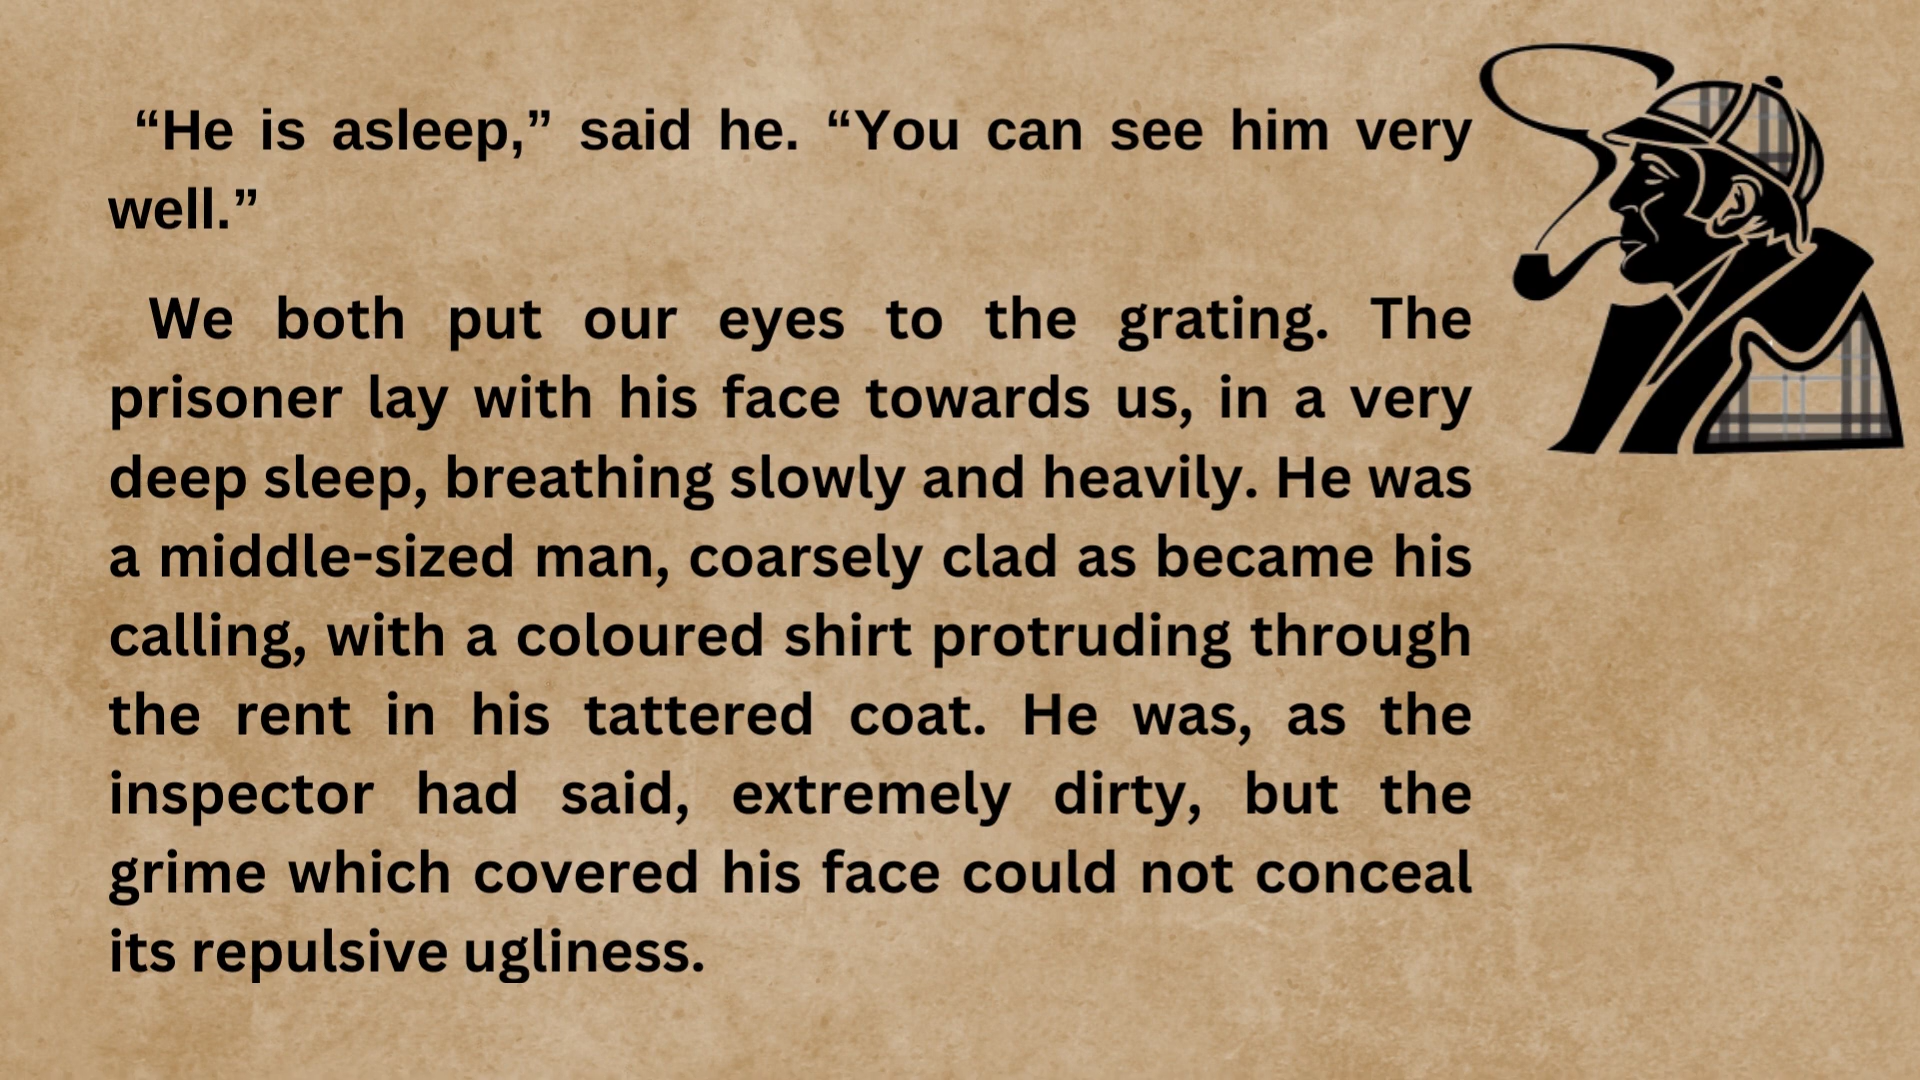 “He is asleep,” said he. “You can see him very
well.”
We both put our eyes to the grating. The
prisoner lay with his face towards us, in a very
deep sleep, breathing slowly and heavily. He was
a middle-sized man, coarsely clad as became his
calling, with a coloured shirt protruding through
the rent in his tattered coat. He was, as the
inspector had said, extremely dirty, but the
grime which covered his face could not conceal
its repulsive ugliness.